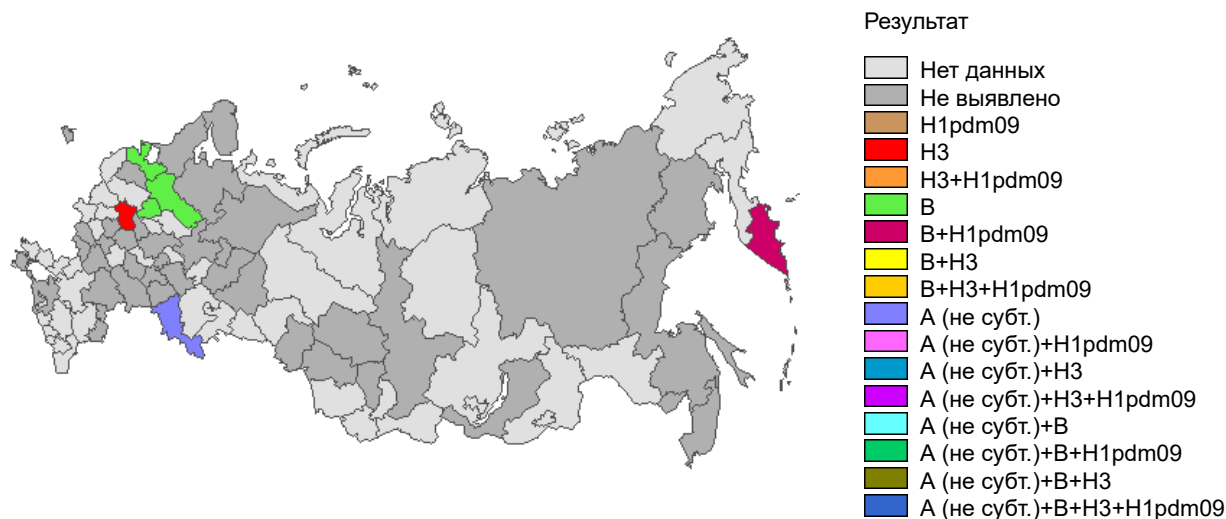 Результат
Нет данных
Не выявлено
H1pdm09
H3
H3+H1pdm09
B
B+H1pdm09
B+H3
B+H3+H1pdm09
А (не субт.)
А (не субт.)+H1pdm09
А (не субт.)+H3
А (не субт.)+H3+H1pdm09
А (не субт.)+B
А (не субт.)+B+H1pdm09
А (не субт.)+B+H3
А (не субт.)+B+H3+H1pdm09